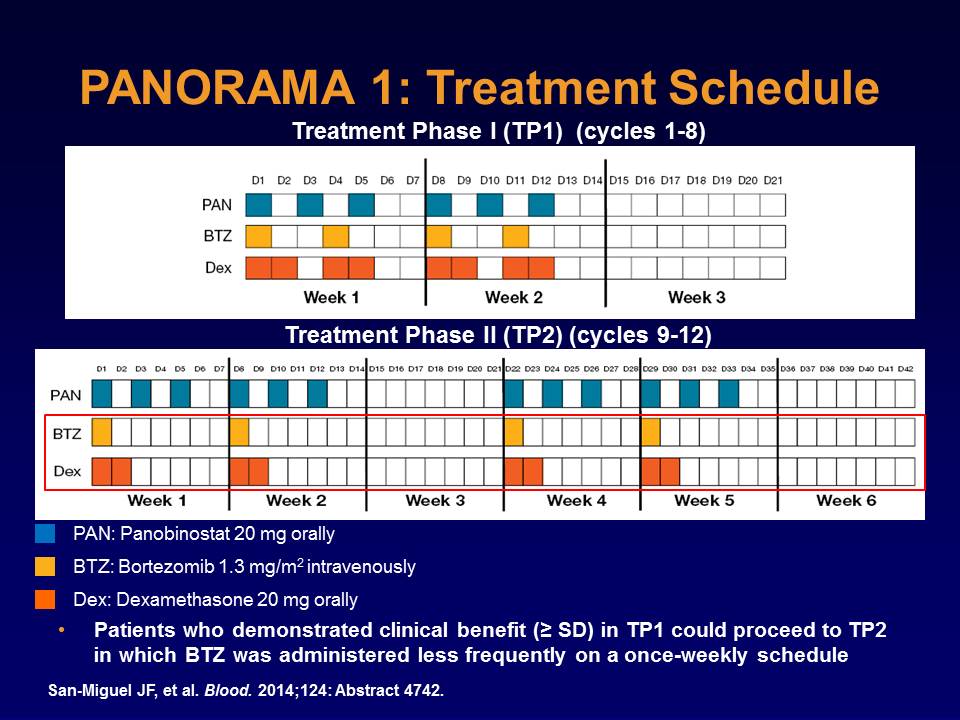 PANORAMA 1: Treatment Schedule
Treatment Phase I (TP1) (cycles 1-8)
D1 D2 D3 D4 D5 D6 D7 D8 D9 D10 D11 D12 D13 D14 D15 D16 D17 D18 D19 D20 D21
PAN
BTZ
Dex
Week 1 Week 2 Week 3
Treatment Phase II (TP2) (cycles 9-12)
D1 D2 D3 D4 D5 D6 D7 D8 D9 D10 D11 D12 D13 D14 D15 D16 D17 D18 D19 D20 D21 D22 D23 D24 D25 D26 D27 D28 D29 D30 D31 D32 D33 D34 D35 D36 D37 D38 D39 D40 D41 D42
PAN
BTZ
Dex
Week 1 Week 2 Week 3 Week 4 Week 5 Week 6
PAN: Panobinostat 20 mg orally
BTZ: Bortezomib 1.3 mg/m² intravenously
Dex: Dexamethasone 20 mg orally
• Patients who demonstrated clinical benefit (≥ SD) in TP1 could proceed to TP2
in which BTZ was administered less frequently on a once-weekly schedule
San-Miguel JF, et al. Blood. 2014;124: Abstract 4742.